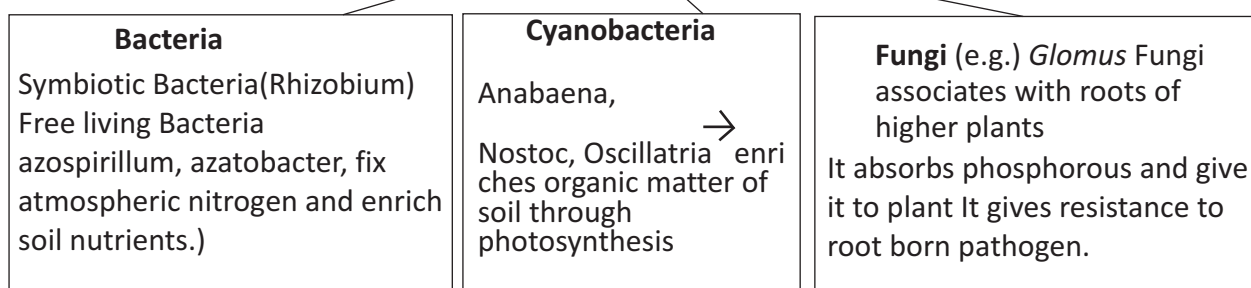 Bacteria
Symbiotic Bacteria(Rhizobium)
Free living Bacteria
azospirillum, azatobacter, fix
atmospheric nitrogen and enrich
soil nutrients.)
Cyanobacteria
Anabaena,
Nostoc, Oscillatria → enri
ches organic matter of
soil through
photosynthesis
Fungi (e.g.) Glomus Fungi
associates with roots of
higher plants
It absorbs phosphorous and give
it to plant It gives resistance to
root born pathogen.